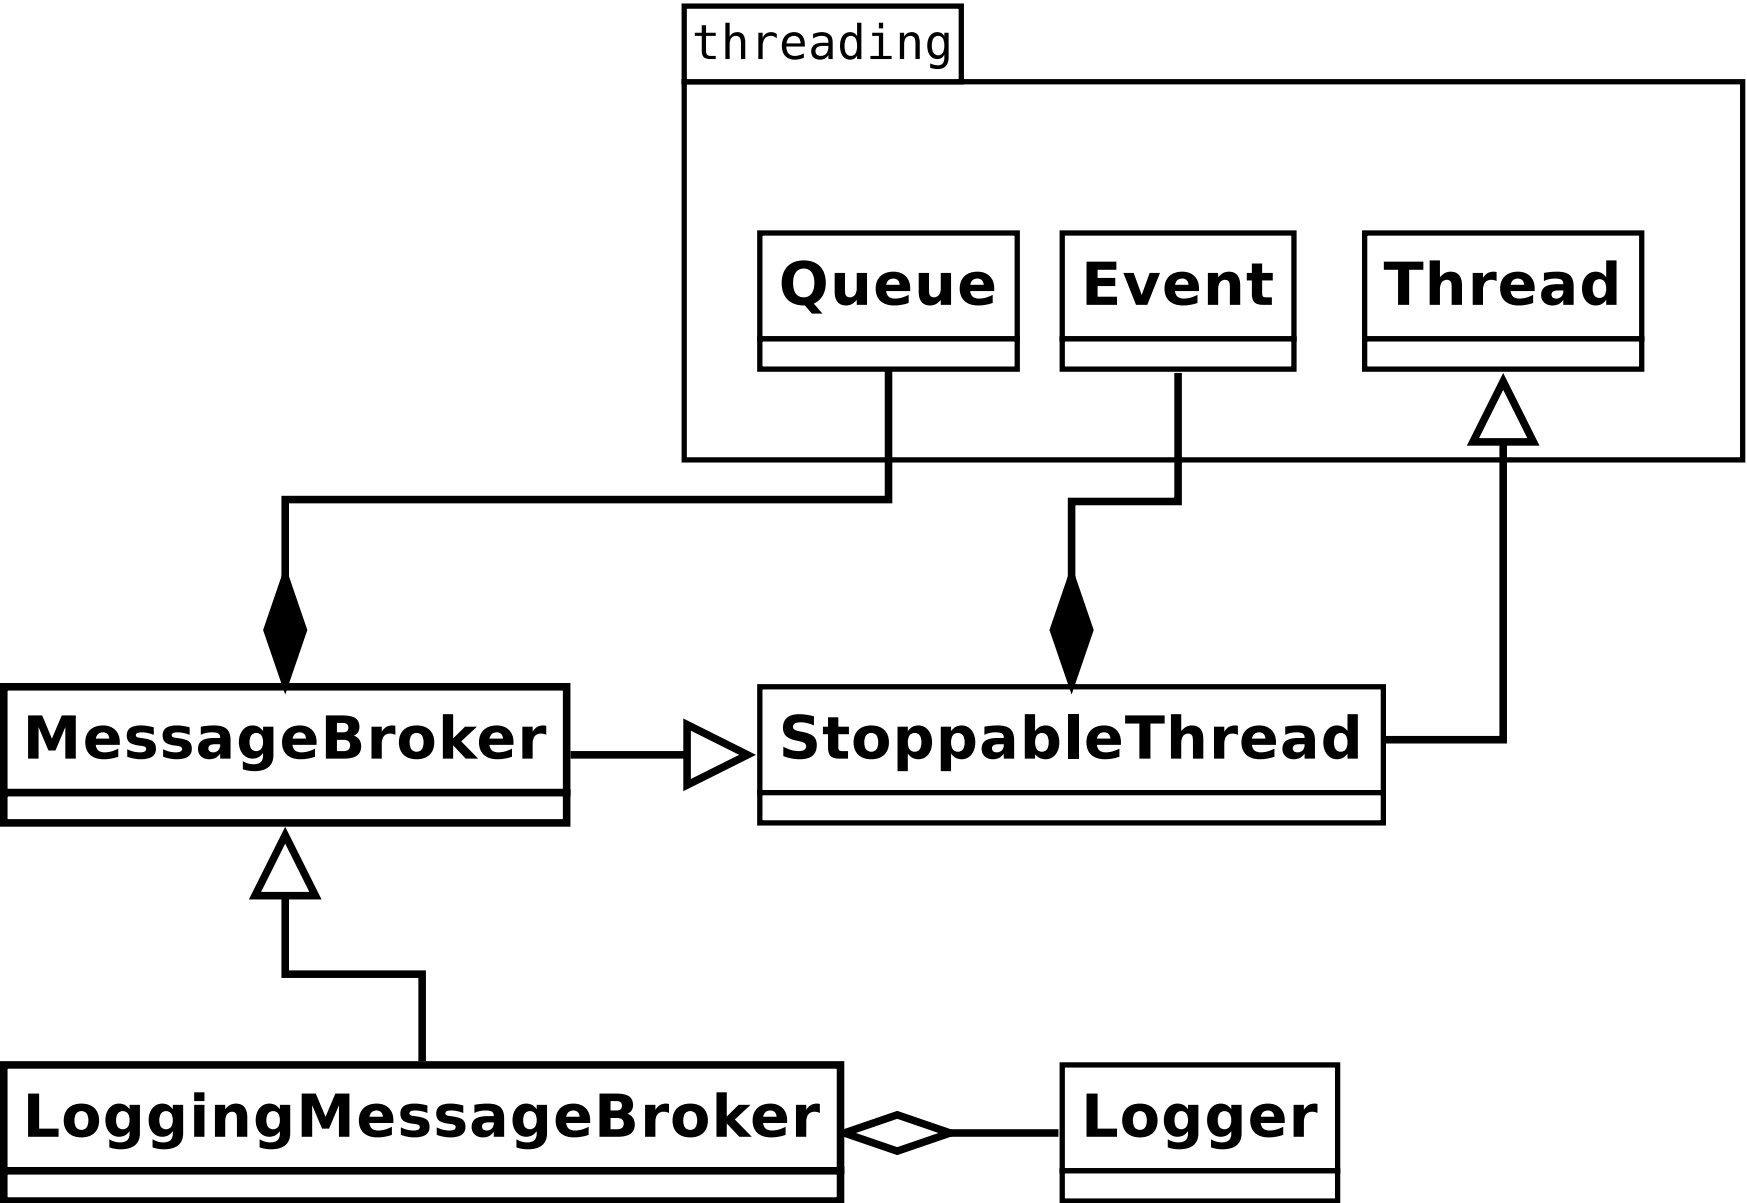 threading
Queue
Event
Thread
MessageBroker
StoppableThread
LoggingMessageBroker
Logger